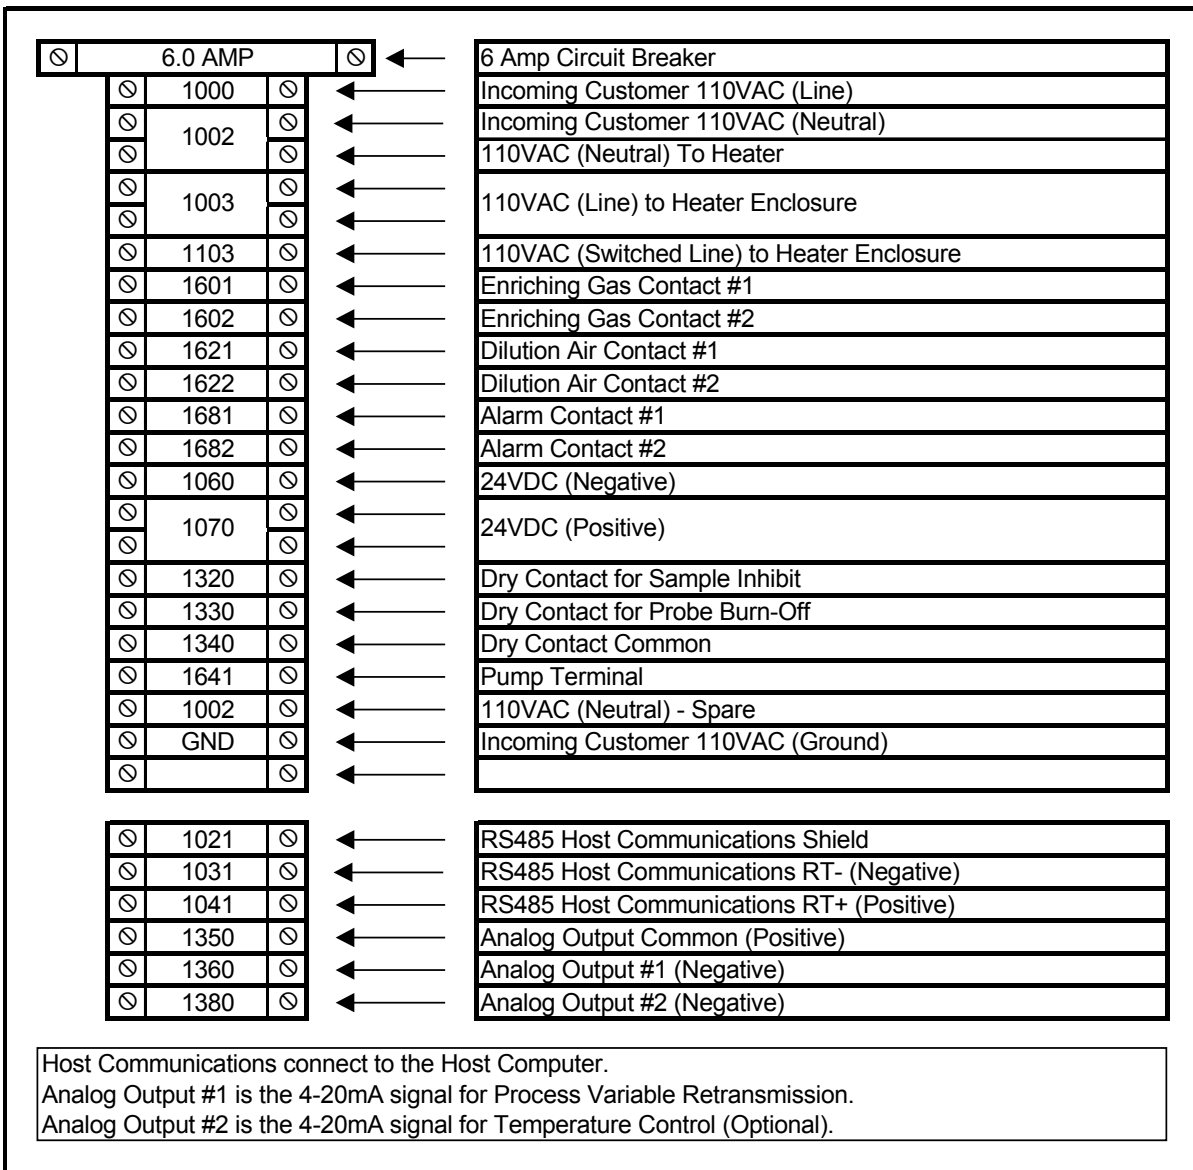 6.0 AMP 6 Amp Circuit Breaker
1000 Incoming Customer 110VAC (Line)
1002 Incoming Customer 110VAC (Neutral)
110VAC (Neutral) To Heater
1003 110VAC (Line) to Heater Enclosure
1103 110VAC (Switched Line) to Heater Enclosure
1601 Enriching Gas Contact #1
1602 Enriching Gas Contact #2
1621 Dilution Air Contact #1
1622 Dilution Air Contact #2
1681 Alarm Contact #1
1682 Alarm Contact #2
1060 24VDC (Negative)
1070 24VDC (Positive)
1320 Dry Contact for Sample Inhibit
1330 Dry Contact for Probe Burn-Off
1340 Dry Contact Common
1641 Pump Terminal
1002 110VAC (Neutral) - Spare
GND Incoming Customer 110VAC (Ground)
1021 RS485 Host Communications Shield
1031 RS485 Host Communications RT- (Negative)
1041 RS485 Host Communications RT+ (Positive)
1350 Analog Output Common (Positive)
1360 Analog Output #1 (Negative)
1380 Analog Output #2 (Negative)
Host Communications connect to the Host Computer.
Analog Output #1 is the 4-20mA signal for Process Variable Retransmission.
Analog Output #2 is the 4-20mA signal for Temperature Control (Optional).